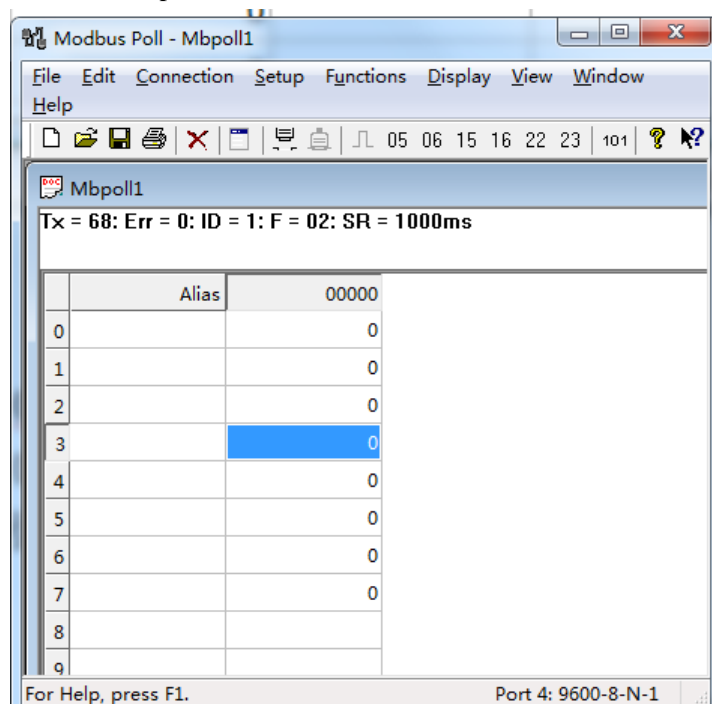 Modbus Poll - Mbpoll1
File Edit Connection Setup Functions Display View Window
Help
05 06 15 16 22 23 101
Mbpoll1
Tx = 68: Err = 0: ID = 1: F = 02: SR = 1000ms
Alias 00000
0 0
1 0
2 0
3 0
4 0
5 0
6 0
7 0
8
9
For Help, press F1. Port 4: 9600-8-N-1